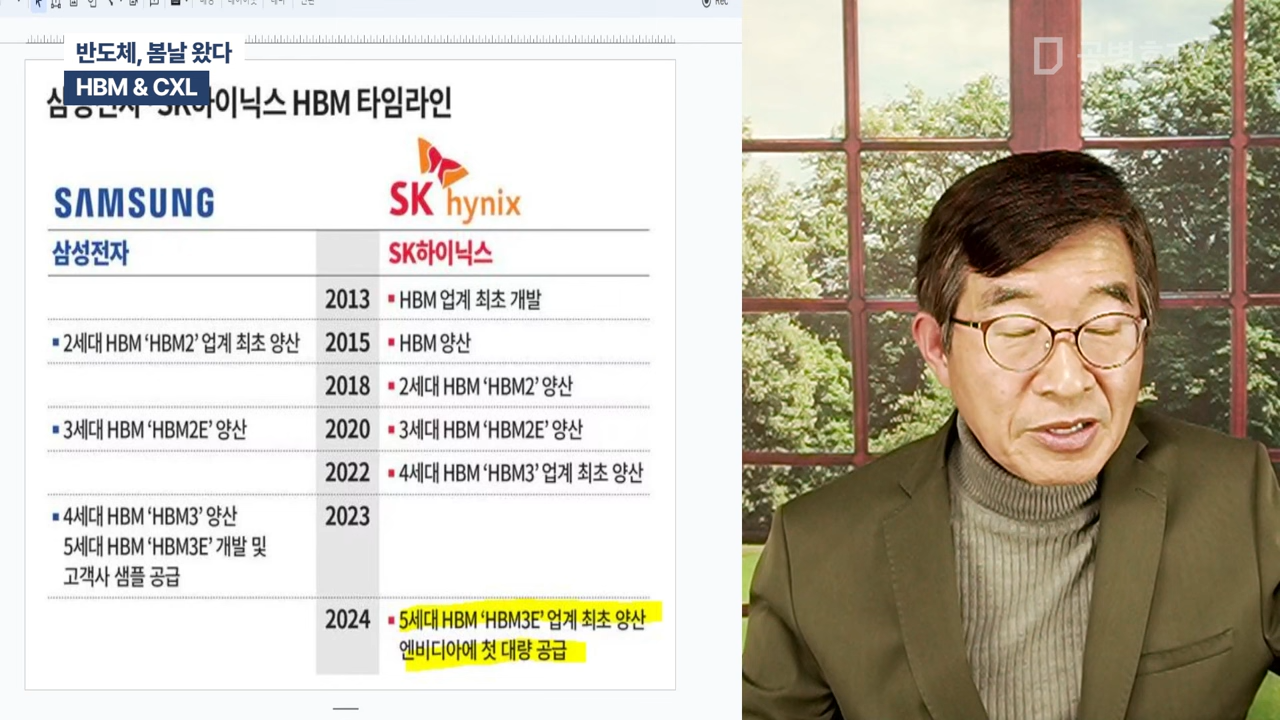 반도체, 봄날 왔다
HBM & CXL
SK하이닉스 HBM 타임라인
SAMSUNG
SK hynix
삼성전자
SK하이닉스
2013
▪ HBM 업계 최초 개발
▪ 2세대 HBM ‘HBM2’ 업계 최초 양산
2015
▪ HBM 양산
2018
▪ 2세대 HBM ‘HBM2’ 양산
▪ 3세대 HBM ‘HBM2E’ 양산
2020
▪ 3세대 HBM ‘HBM2E’ 양산
2022
▪ 4세대 HBM ‘HBM3’ 업계 최초 양산
▪ 4세대 HBM ‘HBM3’ 양산
5세대 HBM ‘HBM3E’ 개발 및
고객사 샘플 공급
2023
2024
▪ 5세대 HBM ‘HBM3E’ 업계 최초 양산
엔비디아에 첫 대량 공급